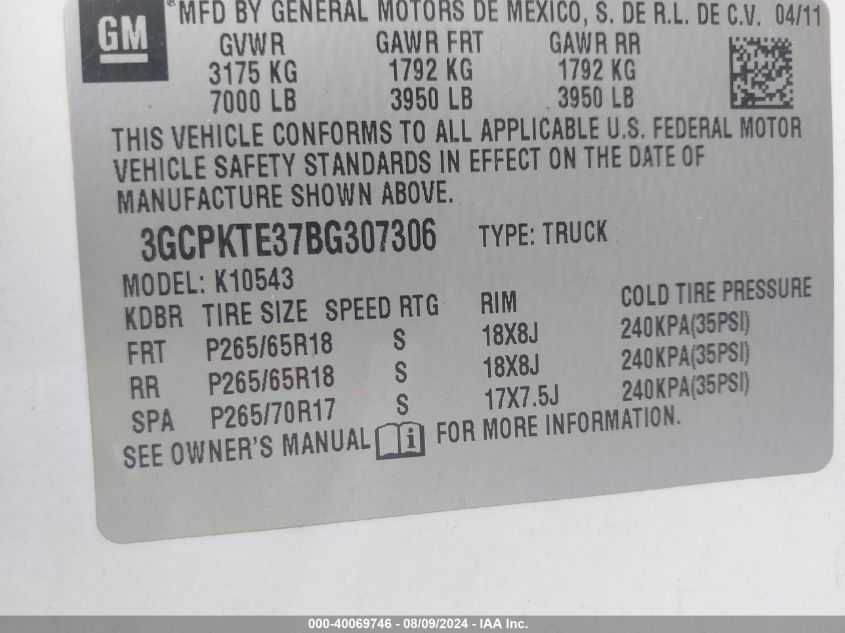 GM
®MFD BY GENERAL MOTORS DE MEXICO, S. DE R.L. DE C.V. 04/11
GVWR GAWR FRT GAWR RR
3175 KG 1792 KG 1792 KG
7000 LB 3950 LB 3950 LB
THIS VEHICLE CONFORMS TO ALL APPLICABLE U.S. FEDERAL MOTOR
VEHICLE SAFETY STANDARDS IN EFFECT ON THE DATE OF
MANUFACTURE SHOWN ABOVE.
3GCPKTE37BG307306 TYPE: TRUCK
MODEL: K10543
KDBR TIRE SIZE SPEED RTG RIM COLD TIRE PRESSURE
FRT P265/65R18 S 18X8J 240KPA(35PSI)
RR P265/65R18 S 18X8J 240KPA(35PSI)
SPA P265/70R17 S 17X7.5J 240KPA(35PSI)
SEE OWNER'S MANUAL i FOR MORE INFORMATION.
000-40069746 - 08/09/2024 - IAA Inc.